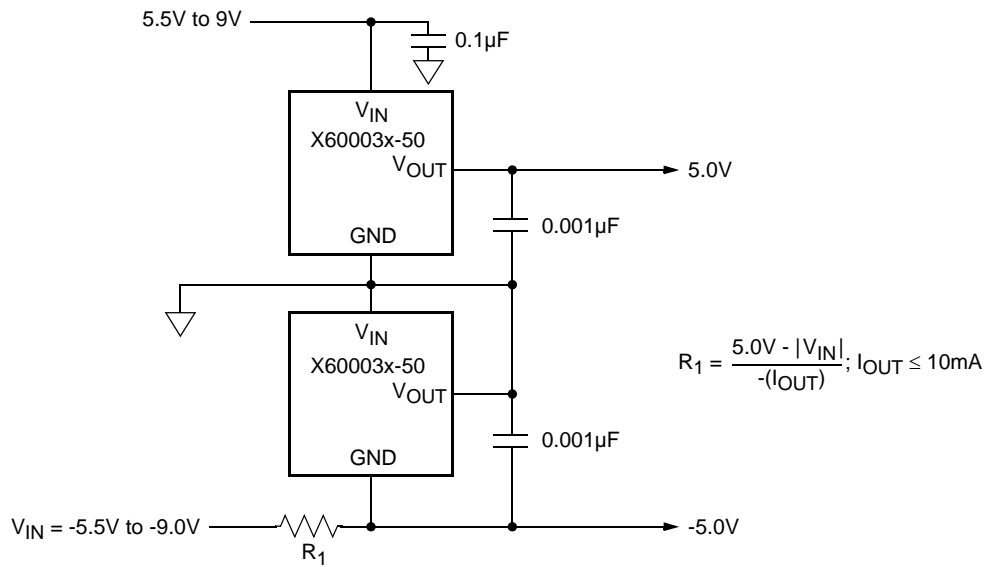 5.5V to 9V
0.1µF
VIN
X60003x-50
VOUT
5.0V
0.001µF
GND
VIN
X60003x-50
VOUT
R1 = 5.0V - |VIN| / -(IOUT) ; IOUT ≤ 10mA
0.001µF
GND
VIN = -5.5V to -9.0V
-5.0V
R1